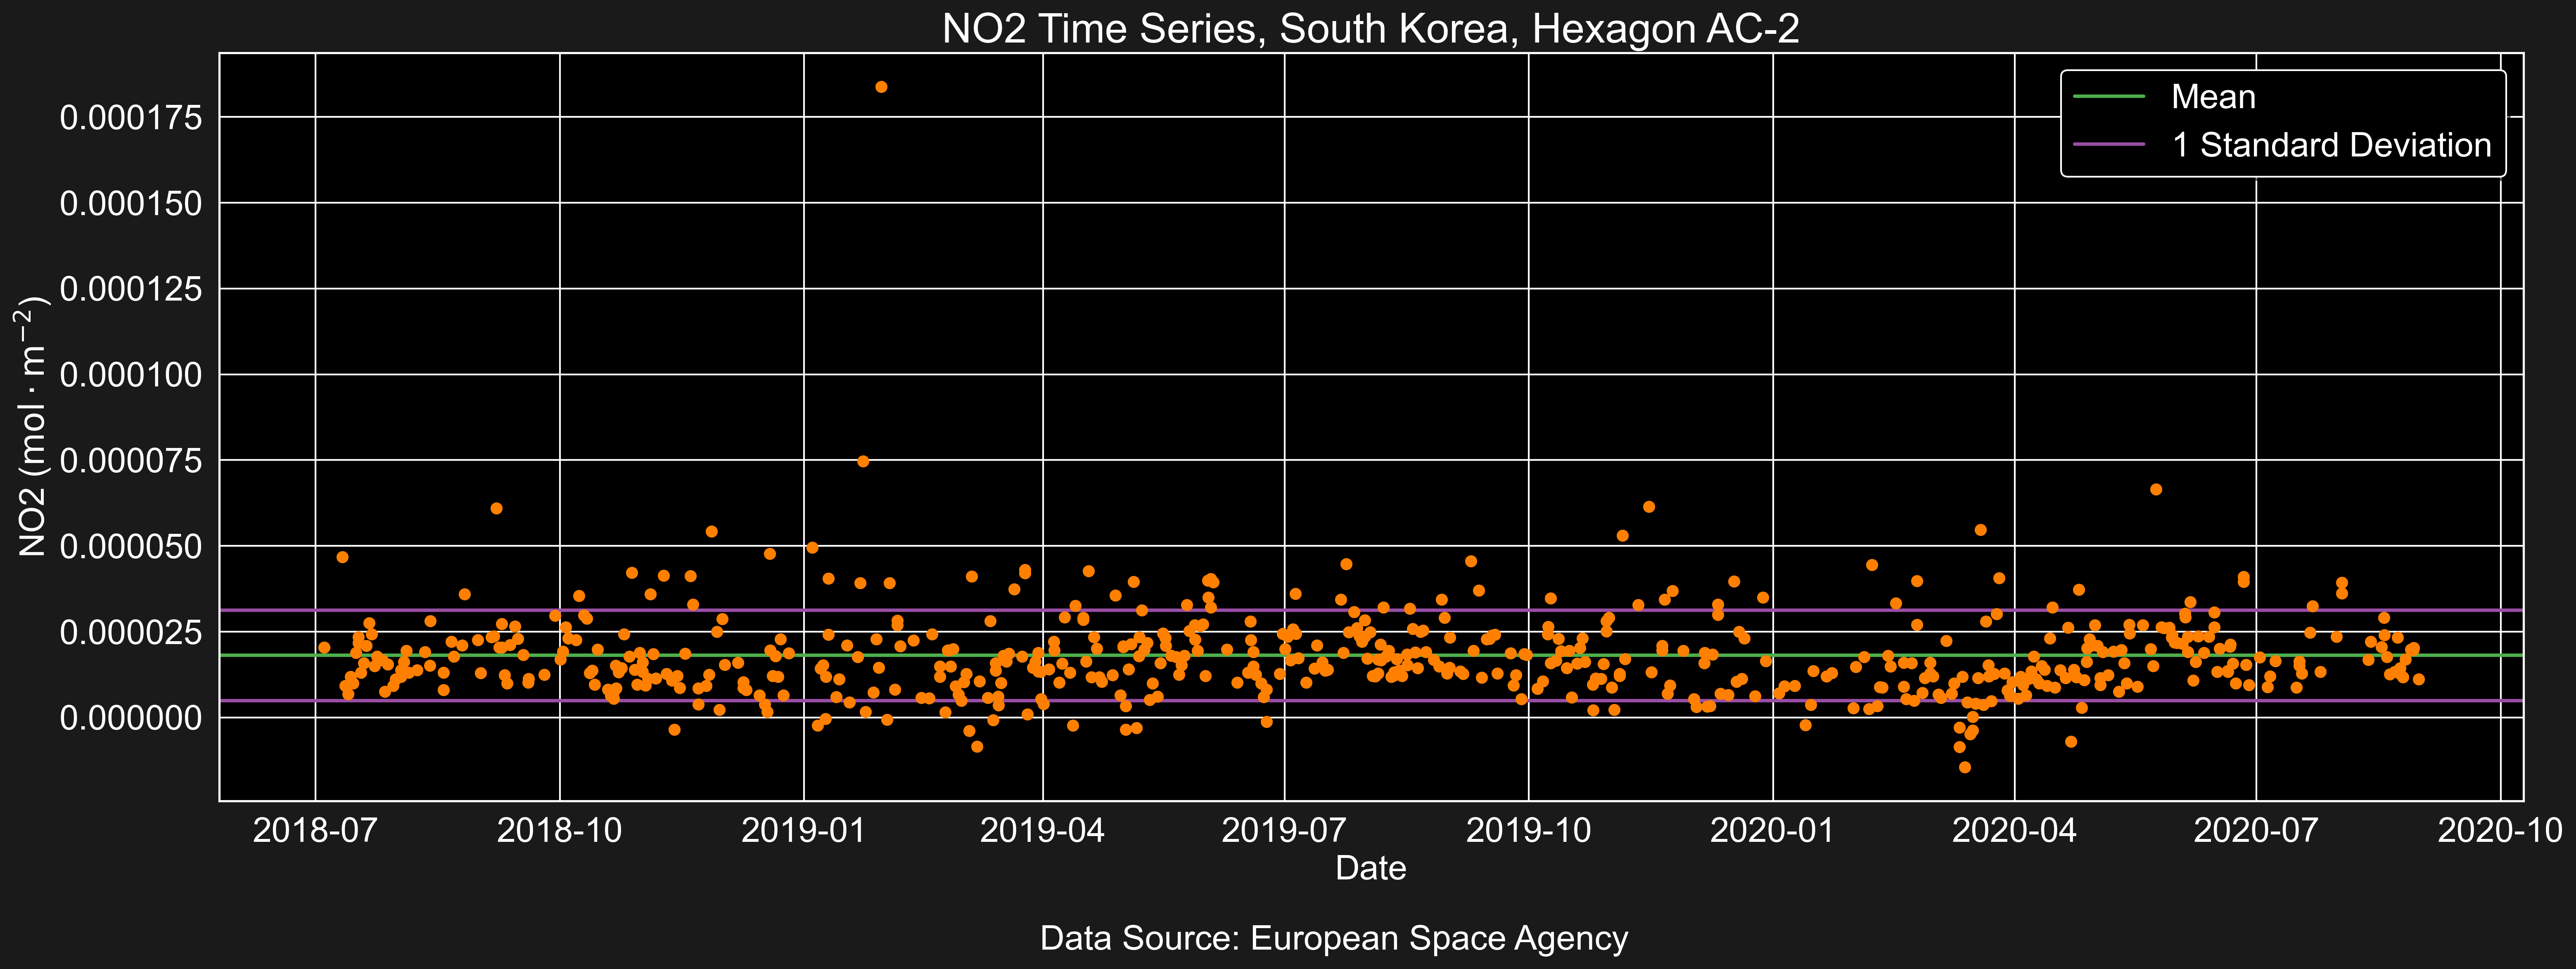 NO2 Time Series, South Korea, Hexagon AC-2
Mean
1 Standard Deviation
NO2 (mol · m⁻²)
0.000175
0.000150
0.000125
0.000100
0.000075
0.000050
0.000025
0.000000
2018-07 2018-10 2019-01 2019-04 2019-07 2019-10 2020-01 2020-04 2020-07 2020-10
Date
Data Source: European Space Agency